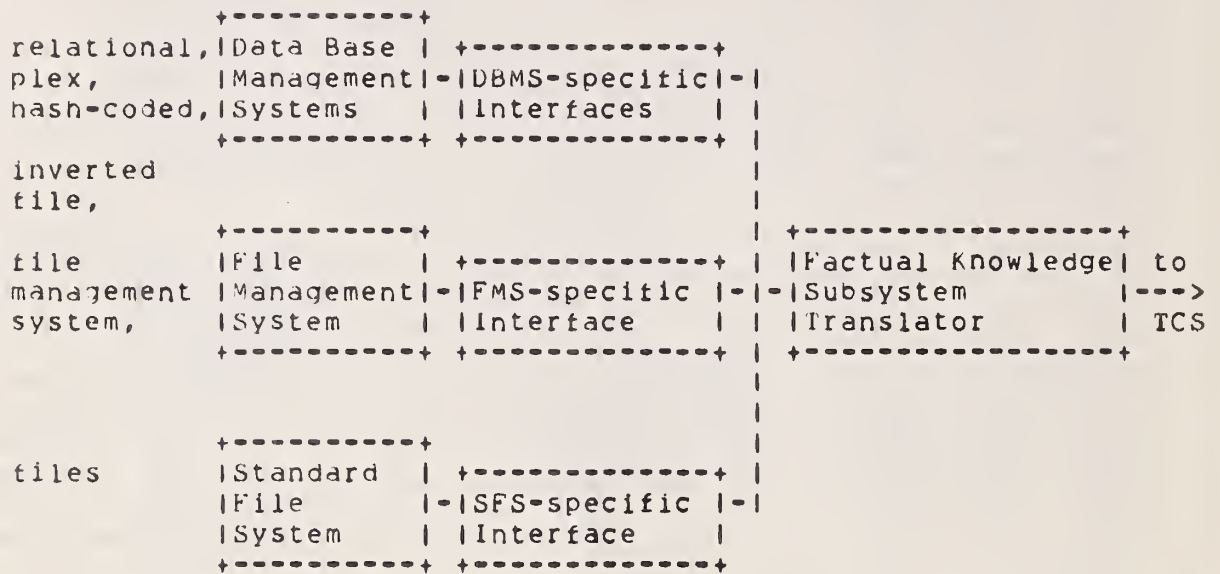 relational, Data Base
plex, Management DBMS-specific
hash-coded, Systems Interfaces
inverted
file,
file File Factual Knowledge to
management Management FMS-specific Subsystem
system, System Interface Translator TCS
files Standard
File SFS-specific
System Interface